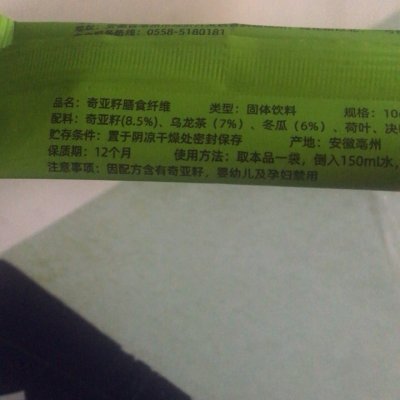 务热线：0558-5180181
品名：奇亚籽膳食纤维 类型：固体饮料 规格：10
配料：奇亚籽(8.5%)、乌龙茶（7%）、冬瓜（6%）、荷叶、决
贮存条件：置于阴凉干燥处密封保存 产地：安徽亳州
保质期：12个月 使用方法：取本品一袋，倒入150ml水，
注意事项：因配方含有奇亚籽，婴幼儿及孕妇禁用